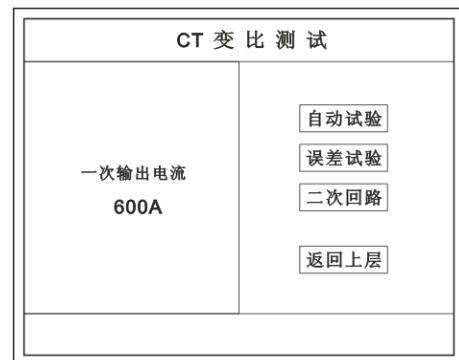 CT 变 比 测 试
一次输出电流
600A
自动试验
误差试验
二次回路
返回上层